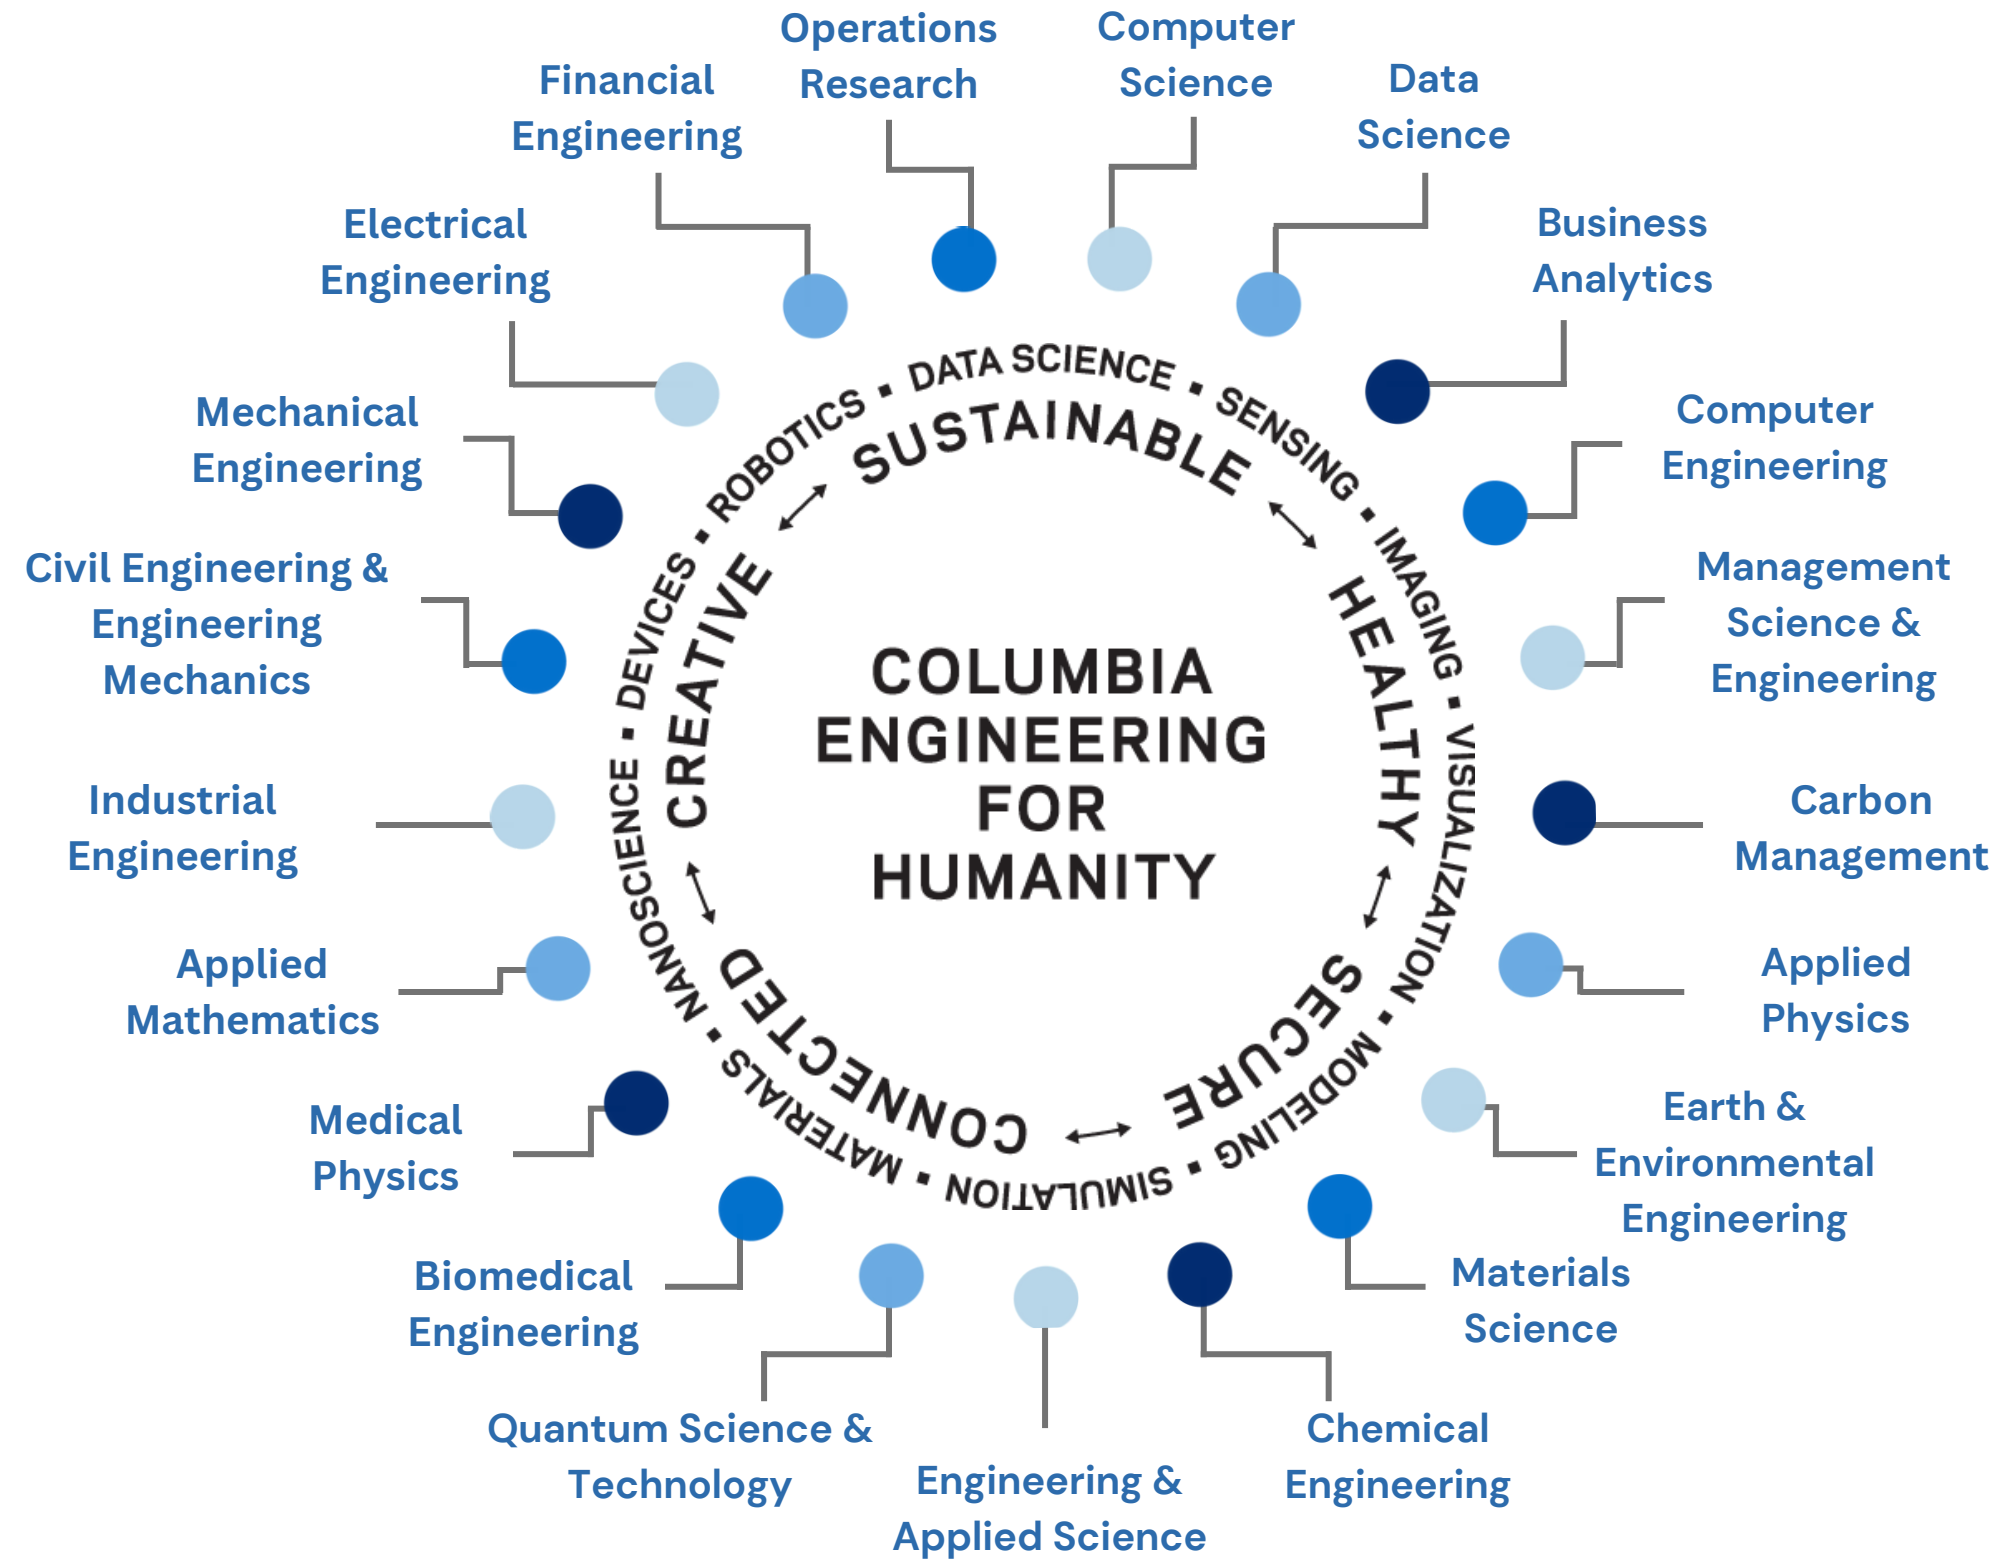 Operations
Research
Computer
Science
Financial
Engineering
Data
Science
Electrical
Engineering
Business
Analytics
Mechanical
Engineering
Computer
Engineering
Civil Engineering &
Engineering
Mechanics
Management
Science &
Engineering
Industrial
Engineering
Carbon
Management
Applied
Mathematics
Applied
Physics
Medical
Physics
Earth &
Environmental
Engineering
Biomedical
Engineering
Materials
Science
Quantum Science &
Technology
Engineering &
Applied Science
Chemical
Engineering
DATA SCIENCE ▪ SENSING ▪ IMAGING ▪ VISUALIZATION ▪ MODELING ▪ SIMULATION ▪ MATERIALS ▪ NANOSCIENCE ▪ DEVICES ▪ ROBOTICS ▪
SUSTAINABLE ↔ HEALTHY ↔ SECURE ↔ CONNECTED ↔ CREATIVE ↔
COLUMBIA
ENGINEERING
FOR
HUMANITY